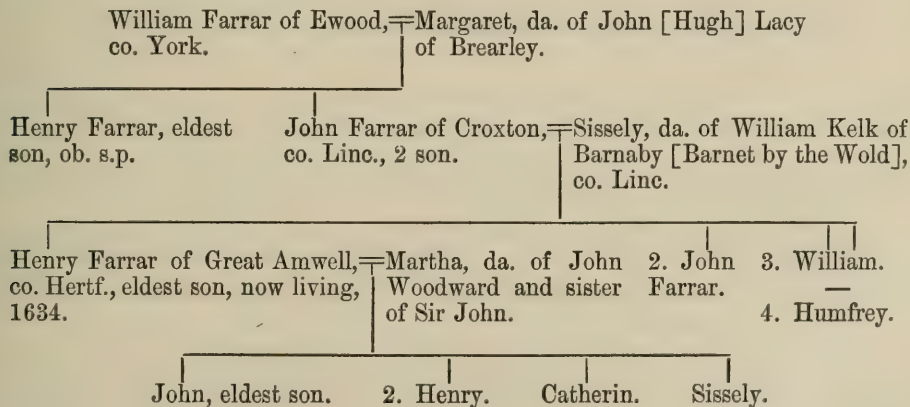 William Farrar of Ewood,=Margaret, da. of John [Hugh] Lacy
co. York.
of Brearley.
Henry Farrar, eldest
son, ob. s.p.
John Farrar of Croxton,=Sissely, da. of William Kelk of
co. Linc., 2 son.
Barnaby [Barnet by the Wold],
co. Linc.
Henry Farrar of Great Amwell,=Martha, da. of John
co. Hertf., eldest son, now living,
1634.
Woodward and sister
of Sir John.
2. John
Farrar.
3. William.
—
4. Humfrey.
John, eldest son.
2. Henry.
Catherin.
Sissely.